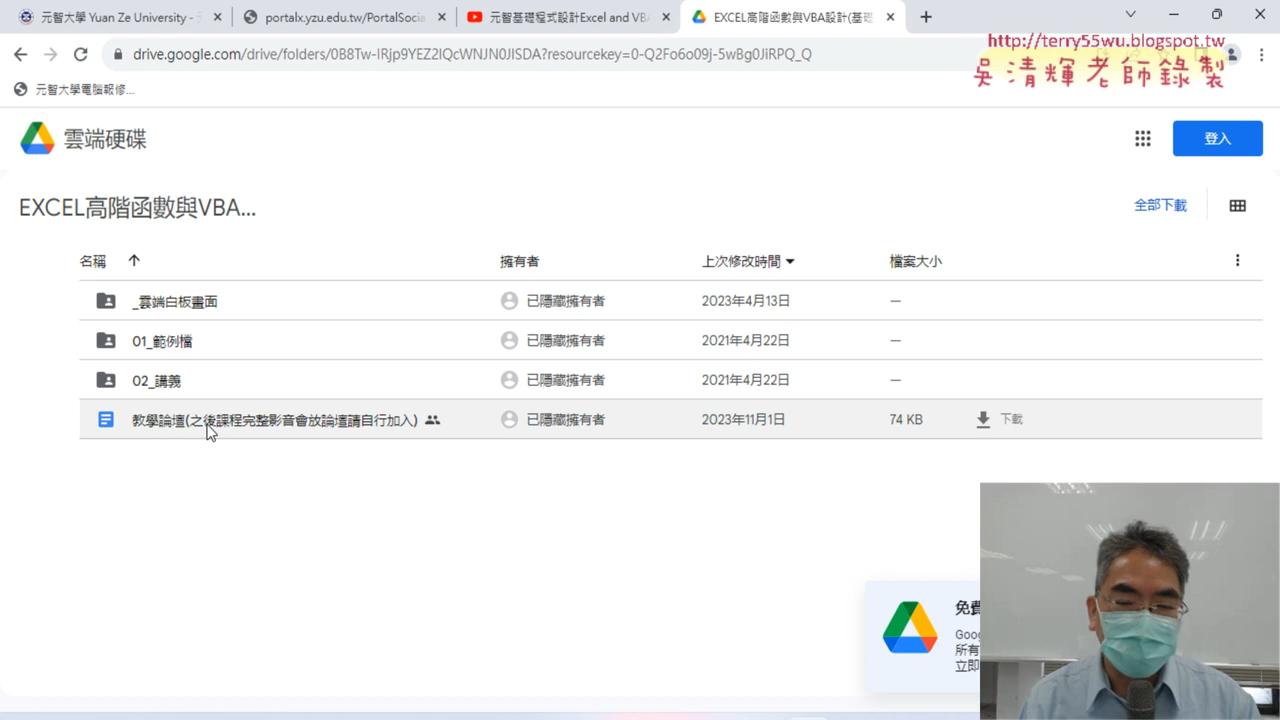 元智大學 Yuan Ze University -
portalx.yzu.edu.tw/PortalSocia
元智基礎程式設計Excel and VB
EXCEL高階函數與VBA設計(基礎
drive.google.com/drive/folders/0B8Tw-IRjp9YEZ2lQcWNJN0lSDA?resourcekey=0-Q2Fo6o09j-5wBg0JiRPQ_Q
http://terry55wu.blogspot.tw
吳清輝老師錄製
元智大學電腦報修...
雲端硬碟
登入
EXCEL高階函數與VBA...
全部下載
名稱
擁有者
上次修改時間
檔案大小
_雲端白板畫面
已隱藏擁有者
2023年4月13日
—
01_範例檔
已隱藏擁有者
2021年4月22日
—
02_講義
已隱藏擁有者
2021年4月22日
—
教學論壇(之後課程完整影音會放論壇請自行加入)
已隱藏擁有者
2023年11月1日
74 KB
下載
免費
Goog
所有
立即